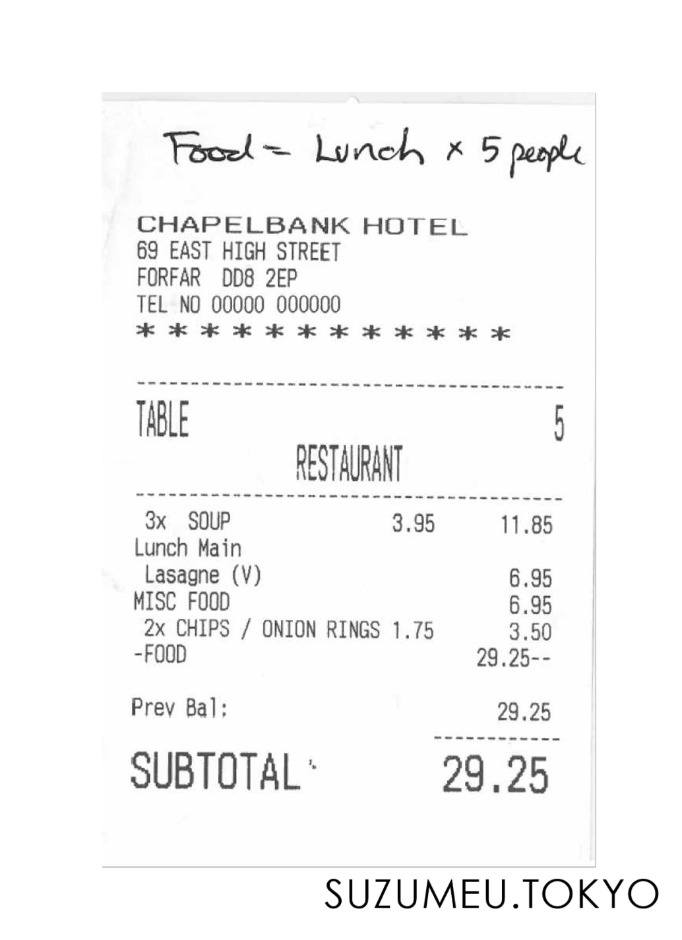 Food = Lunch × 5 people
CHAPELBANK HOTEL
69 EAST HIGH STREET
FORFAR DD8 2EP
TEL NO 00000 000000
* * * * * * * * * * * *
TABLE 5
RESTAURANT
3x SOUP 3.95 11.85
Lunch Main
Lasagne (V) 6.95
MISC FOOD 6.95
2x CHIPS / ONION RINGS 1.75 3.50
-FOOD 29.25--
Prev Bal: 29.25
SUBTOTAL 29.25
SUZUMEU.TOKYO